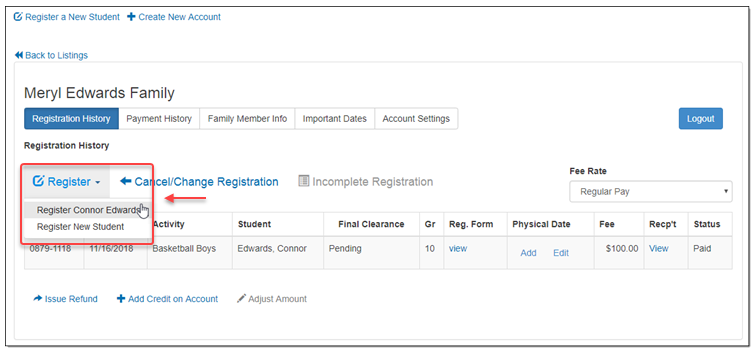 Register a New Student Create New Account
Back to Listings
Meryl Edwards Family
Registration History Payment History Family Member Info Important Dates Account Settings Logout
Registration History
Fee Rate
Register Cancel/Change Registration Incomplete Registration
Regular Pay
Register Connor Edwards
Register New Student
Activity Student Final Clearance Gr Reg. Form Physical Date Fee Recp't Status
0879-1118 11/16/2018 Basketball Boys Edwards, Connor Pending 10 view Add Edit $100.00 View Paid
Issue Refund Add Credit on Account Adjust Amount